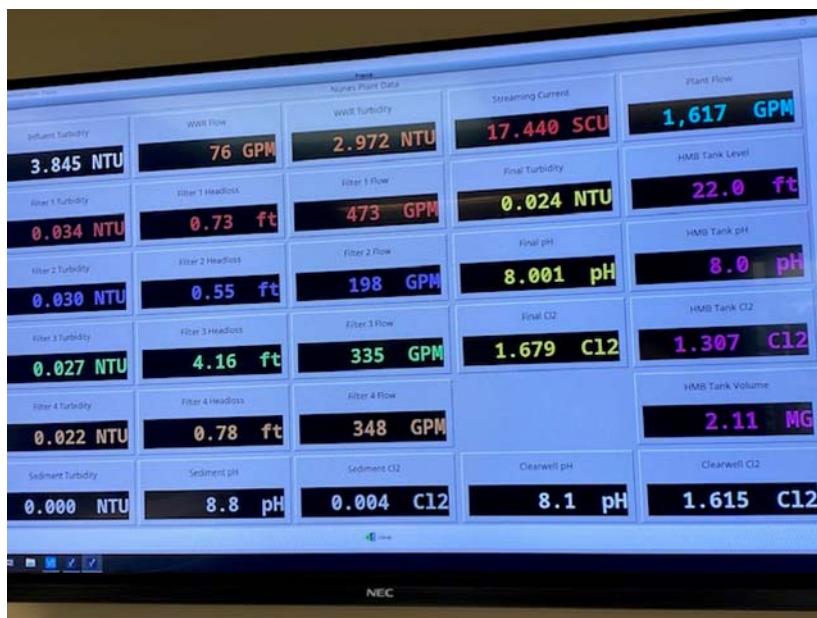 Nunes Plant Data
Influent Turbidity
3.845 NTU
WWR Flow
76 GPM
WWR Turbidity
2.972 NTU
Streaming Current
17.440 SCU
Plant Flow
1,617 GPM
Filter 1 Turbidity
0.034 NTU
Filter 1 Headloss
0.73 ft
Filter 1 Flow
473 GPM
Final Turbidity
0.024 NTU
HMB Tank Level
22.0 ft
Filter 2 Turbidity
0.030 NTU
Filter 2 Headloss
0.55 ft
Filter 2 Flow
198 GPM
Final pH
8.001 pH
HMB Tank pH
8.0 pH
Filter 3 Turbidity
0.027 NTU
Filter 3 Headloss
4.16 ft
Filter 3 Flow
335 GPM
Final Cl2
1.679 Cl2
HMB Tank Cl2
1.307 Cl2
Filter 4 Turbidity
0.022 NTU
Filter 4 Headloss
0.78 ft
Filter 4 Flow
348 GPM
HMB Tank Volume
2.11 MG
Sediment Turbidity
0.000 NTU
Sediment pH
8.8 pH
Sediment Cl2
0.004 Cl2
Clearwell pH
8.1 pH
Clearwell Cl2
1.615 Cl2
NEC